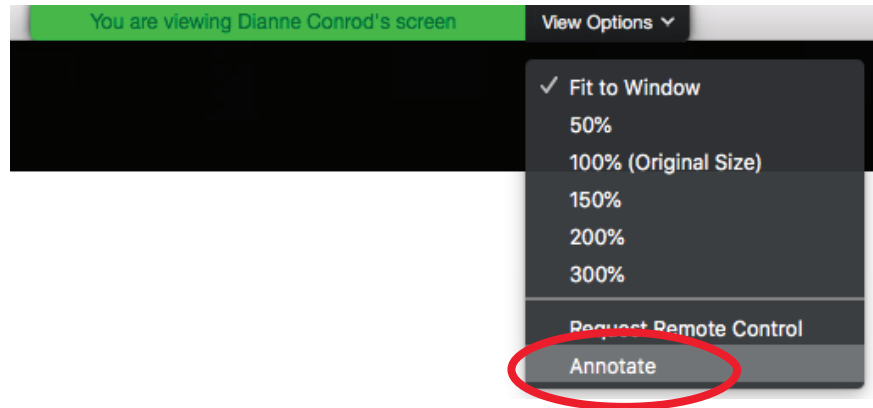 You are viewing Dianne Conrod's screen View Options
Fit to Window
50%
100% (Original Size)
150%
200%
300%
Request Remote Control
Annotate